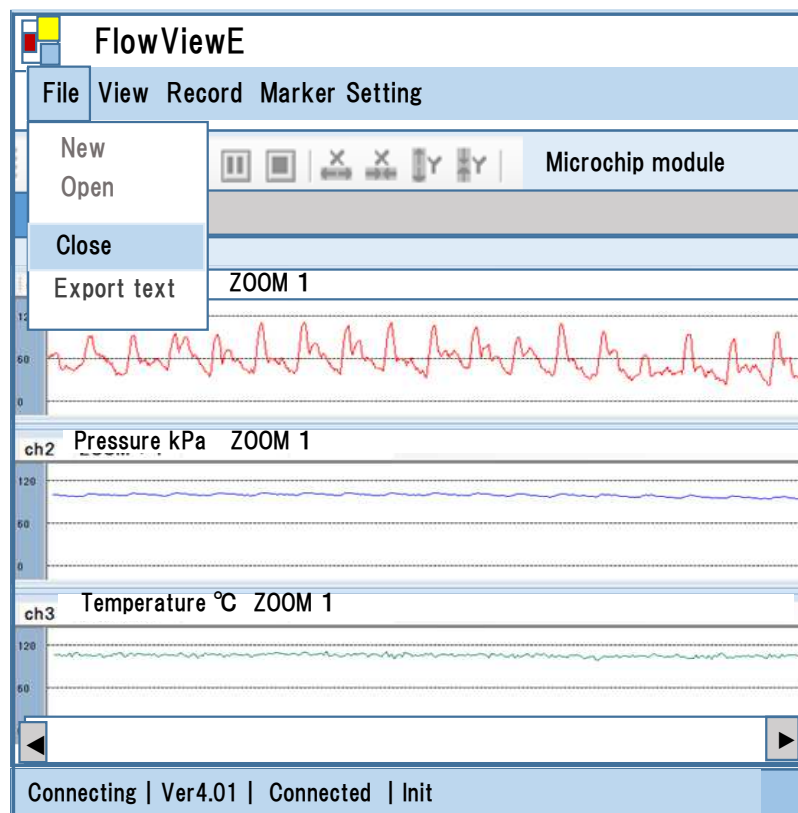 FlowViewE
File View Record Marker Setting
New
Open
Close
Export text
X X Y Y Microchip module
ZOOM 1
60
0
ch2 Pressure kPa ZOOM 1
120
60
0
ch3 Temperature ℃ ZOOM 1
120
60
Connecting | Ver4.01 | Connected | Init